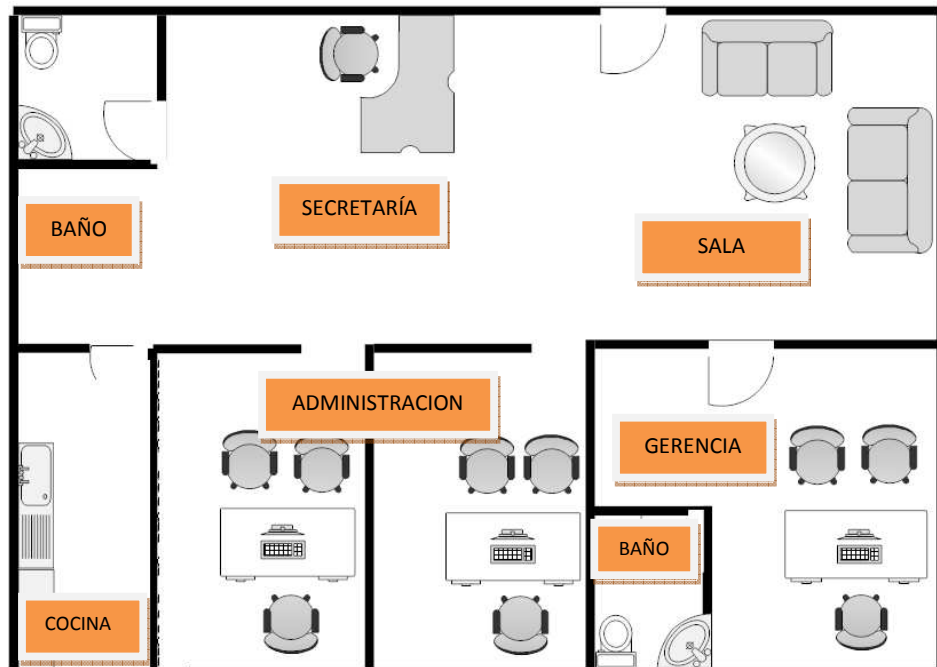 SECRETARÍA
BAÑO
SALA
ADMINISTRACION
GERENCIA
BAÑO
COCINA